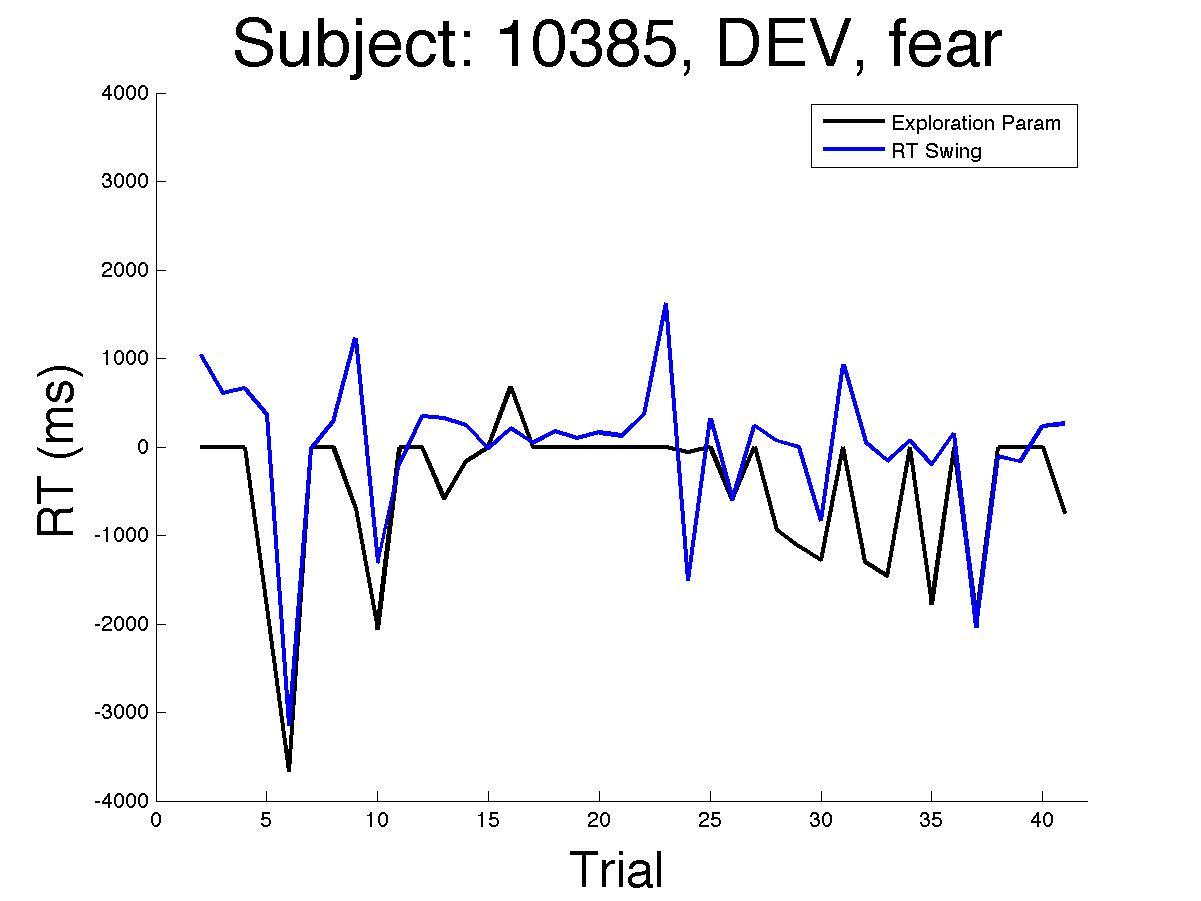 Subject: 10385, DEV, fear
Exploration Param
RT Swing
4000
3000
2000
1000
0
-1000
-2000
-3000
-4000
RT (ms)
0 5 10 15 20 25 30 35 40
Trial